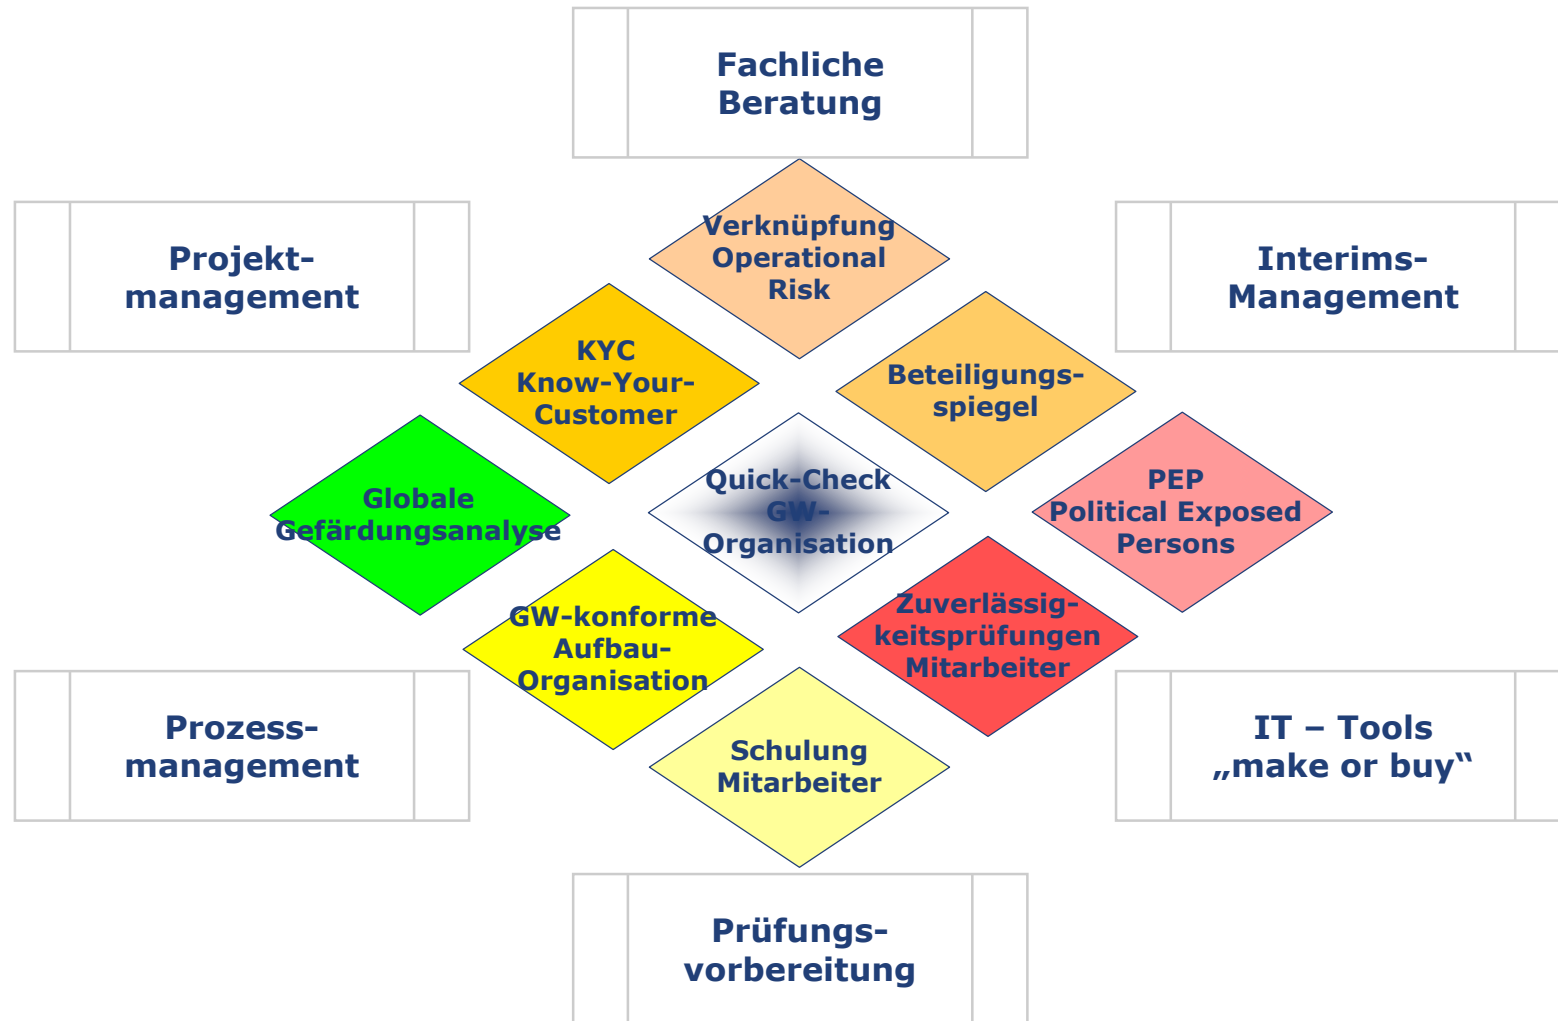 Fachliche
Beratung
Projekt-
management
Interims-
Management
Verknüpfung
Operational
Risk
KYC
Know-Your-
Customer
Beteiligungs-
spiegel
Globale
Gefärdungsanalyse
Quick-Check
GW-
Organisation
PEP
Political Exposed
Persons
GW-konforme
Aufbau-
Organisation
Zuverlässig-
keitsprüfungen
Mitarbeiter
Schulung
Mitarbeiter
Prozess-
management
IT – Tools
„make or buy“
Prüfungs-
vorbereitung